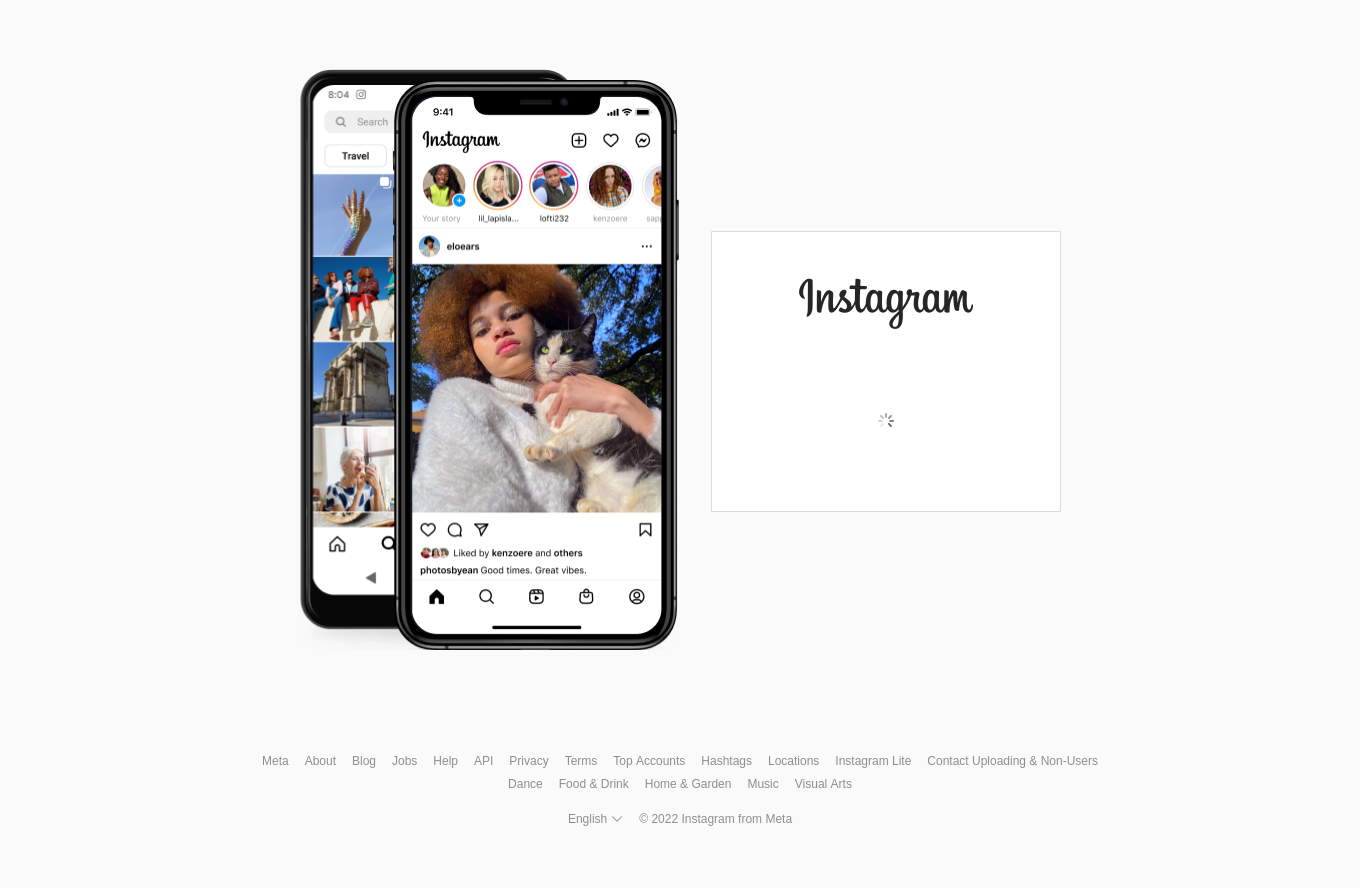 8:04
Search
Travel
9:41
Instagram
Your story
lil_lapisla...
lofti232
kenzoere
sapp
eloears
Liked by kenzoere and others
photosbyean Good times. Great vibes.
Instagram
Meta About Blog Jobs Help API Privacy Terms Top Accounts Hashtags Locations Instagram Lite Contact Uploading & Non-Users
Dance Food & Drink Home & Garden Music Visual Arts
English © 2022 Instagram from Meta